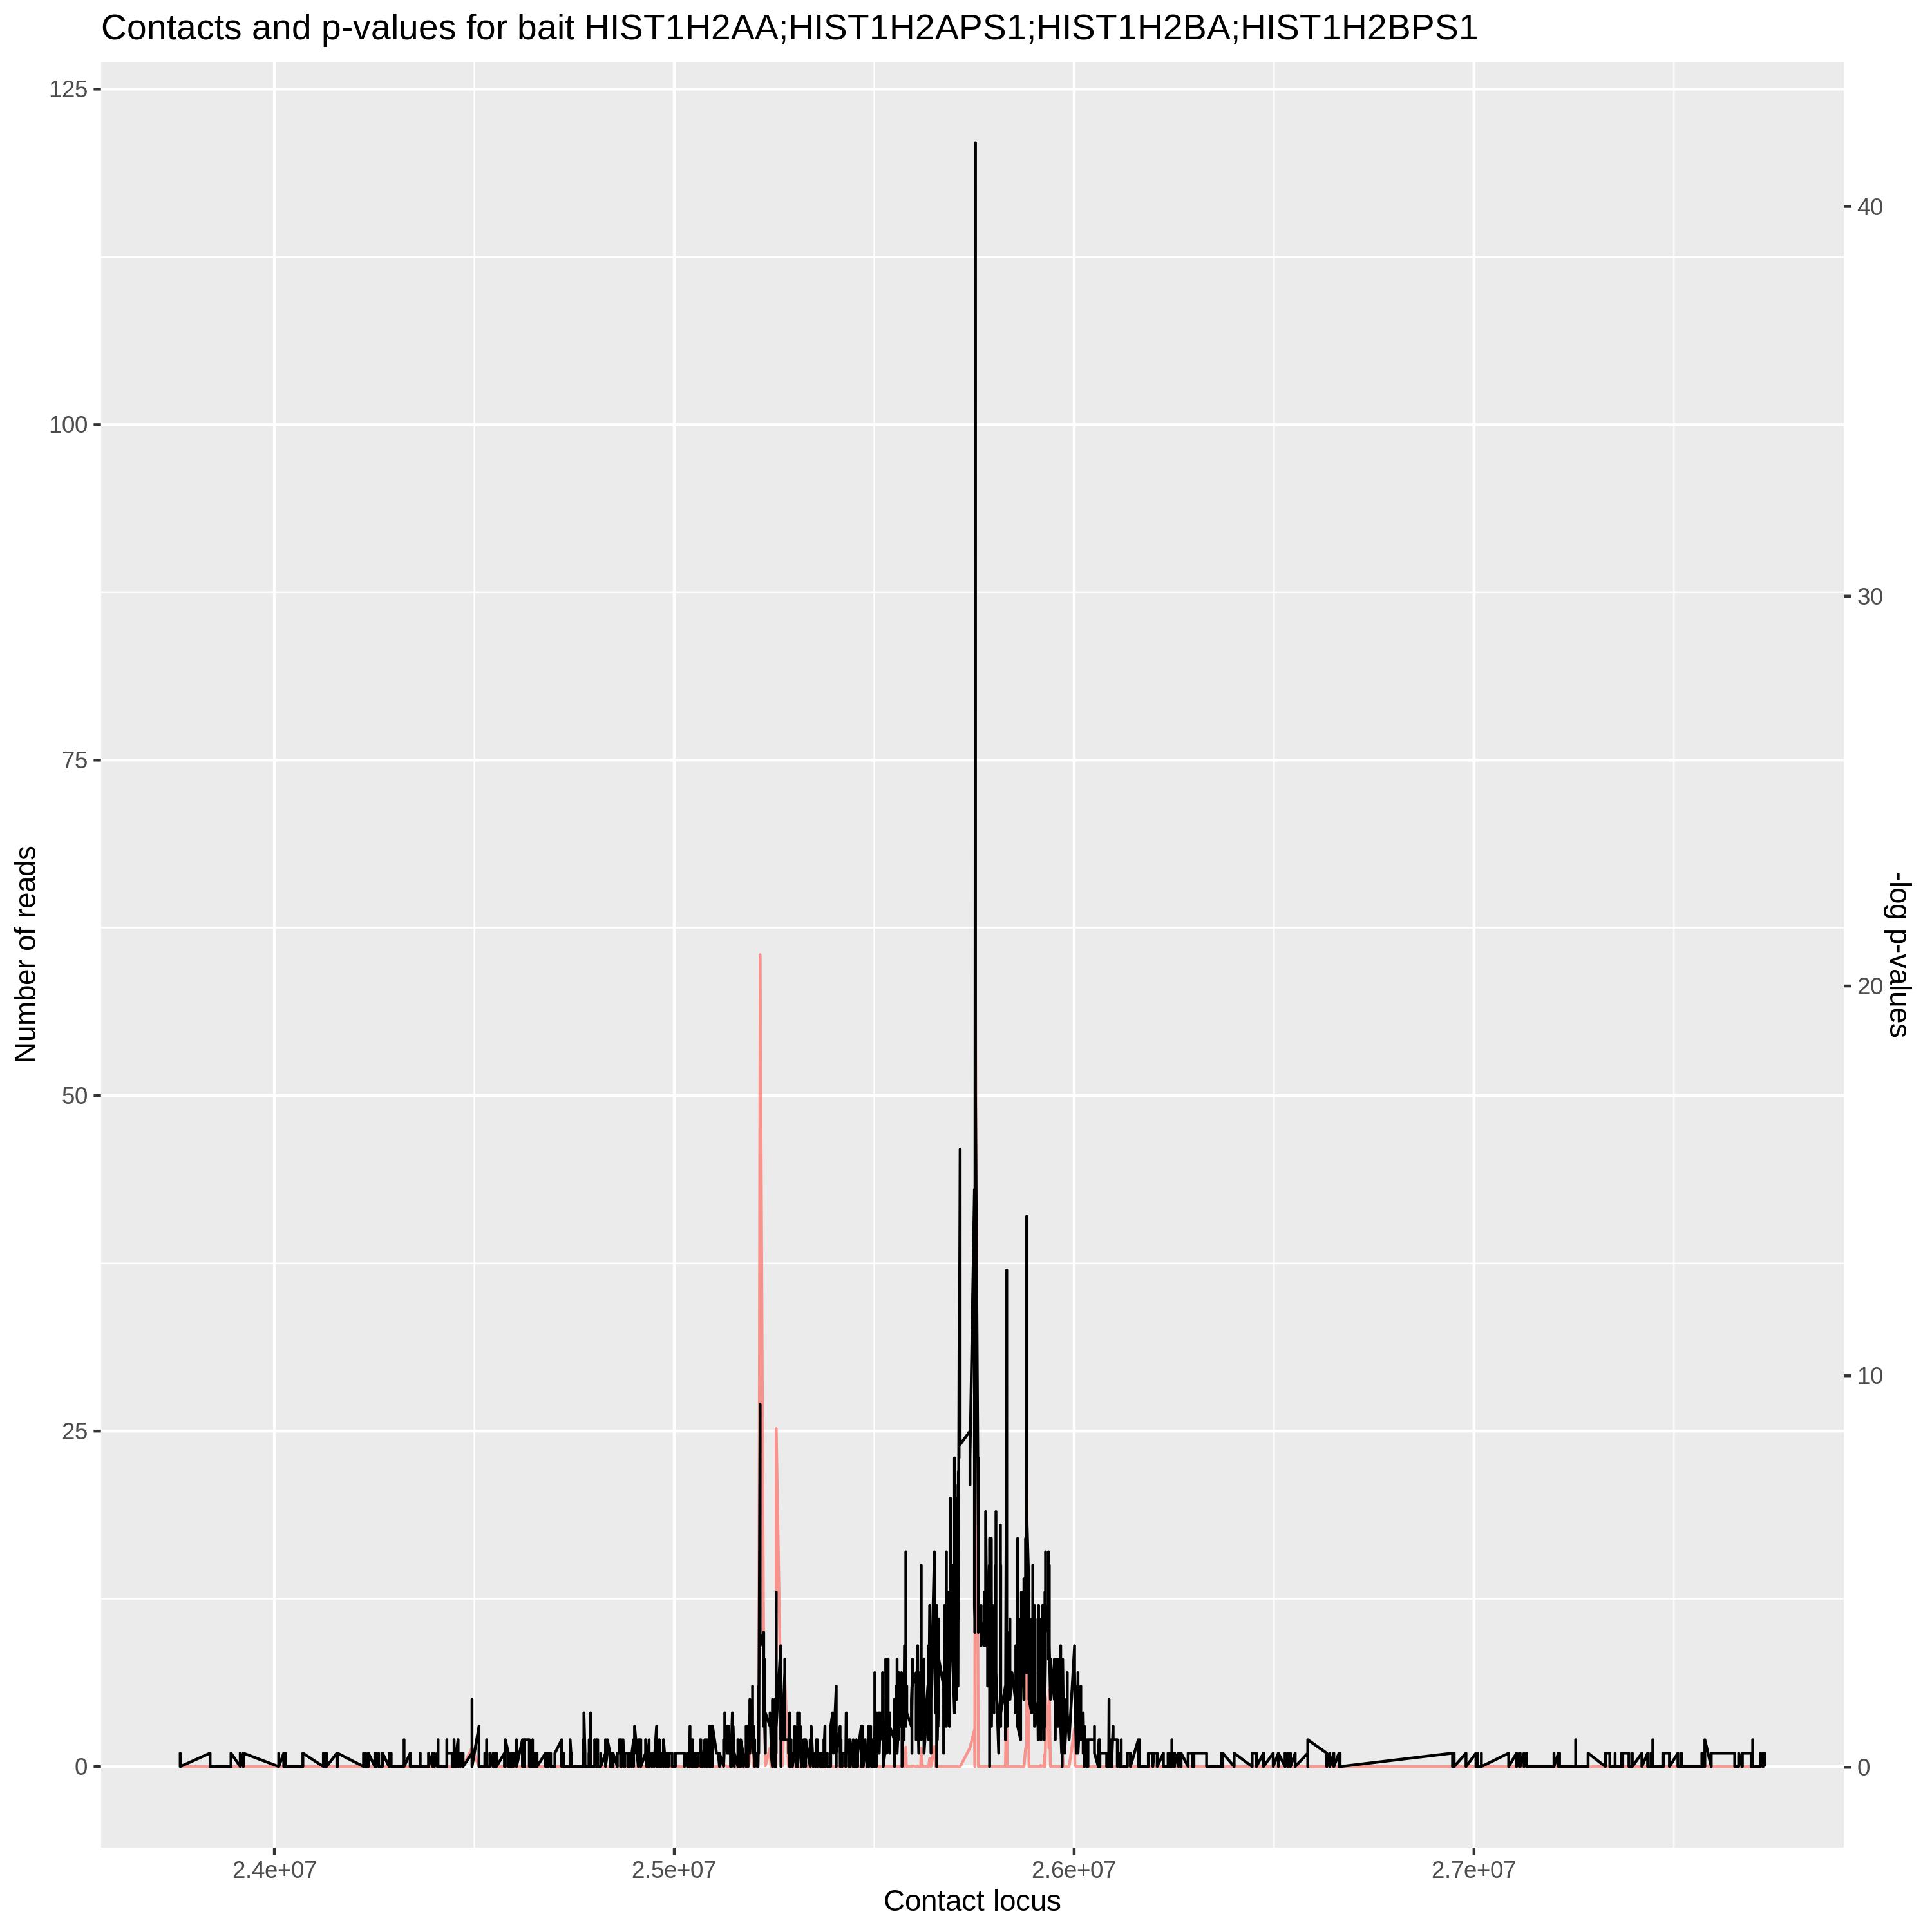 Contacts and p-values for bait HIST1H2AA;HIST1H2APS1;HIST1H2BA;HIST1H2BPS1
125
100
75
50
25
0
Number of reads
40
30
20
10
0
-log p-values
2.4e+07 2.5e+07 2.6e+07 2.7e+07
Contact locus